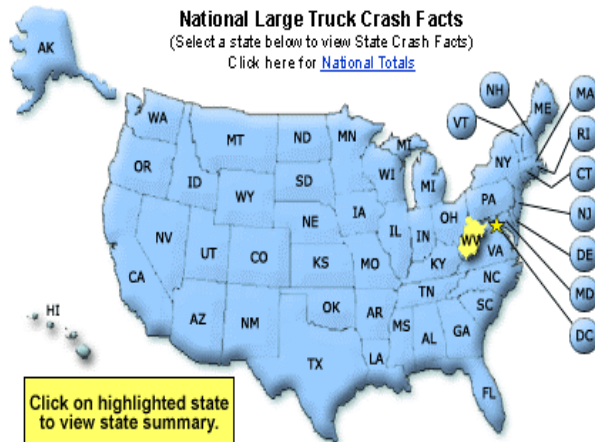 National Large Truck Crash Facts
(Select a state below to view State Crash Facts)
Click here for National Totals
AK
WA
MT
ND
MN
MI
NH
ME
MA
VT
RI
OR
ID
WY
SD
WI
MI
NY
CT
NE
IA
IL
IN
OH
PA
NJ
NV
UT
CO
KS
MO
KY
WV
VA
DE
CA
AZ
NM
OK
AR
TN
NC
MD
HI
TX
LA
MS
AL
GA
SC
DC
FL
Click on highlighted state
to view state summary.